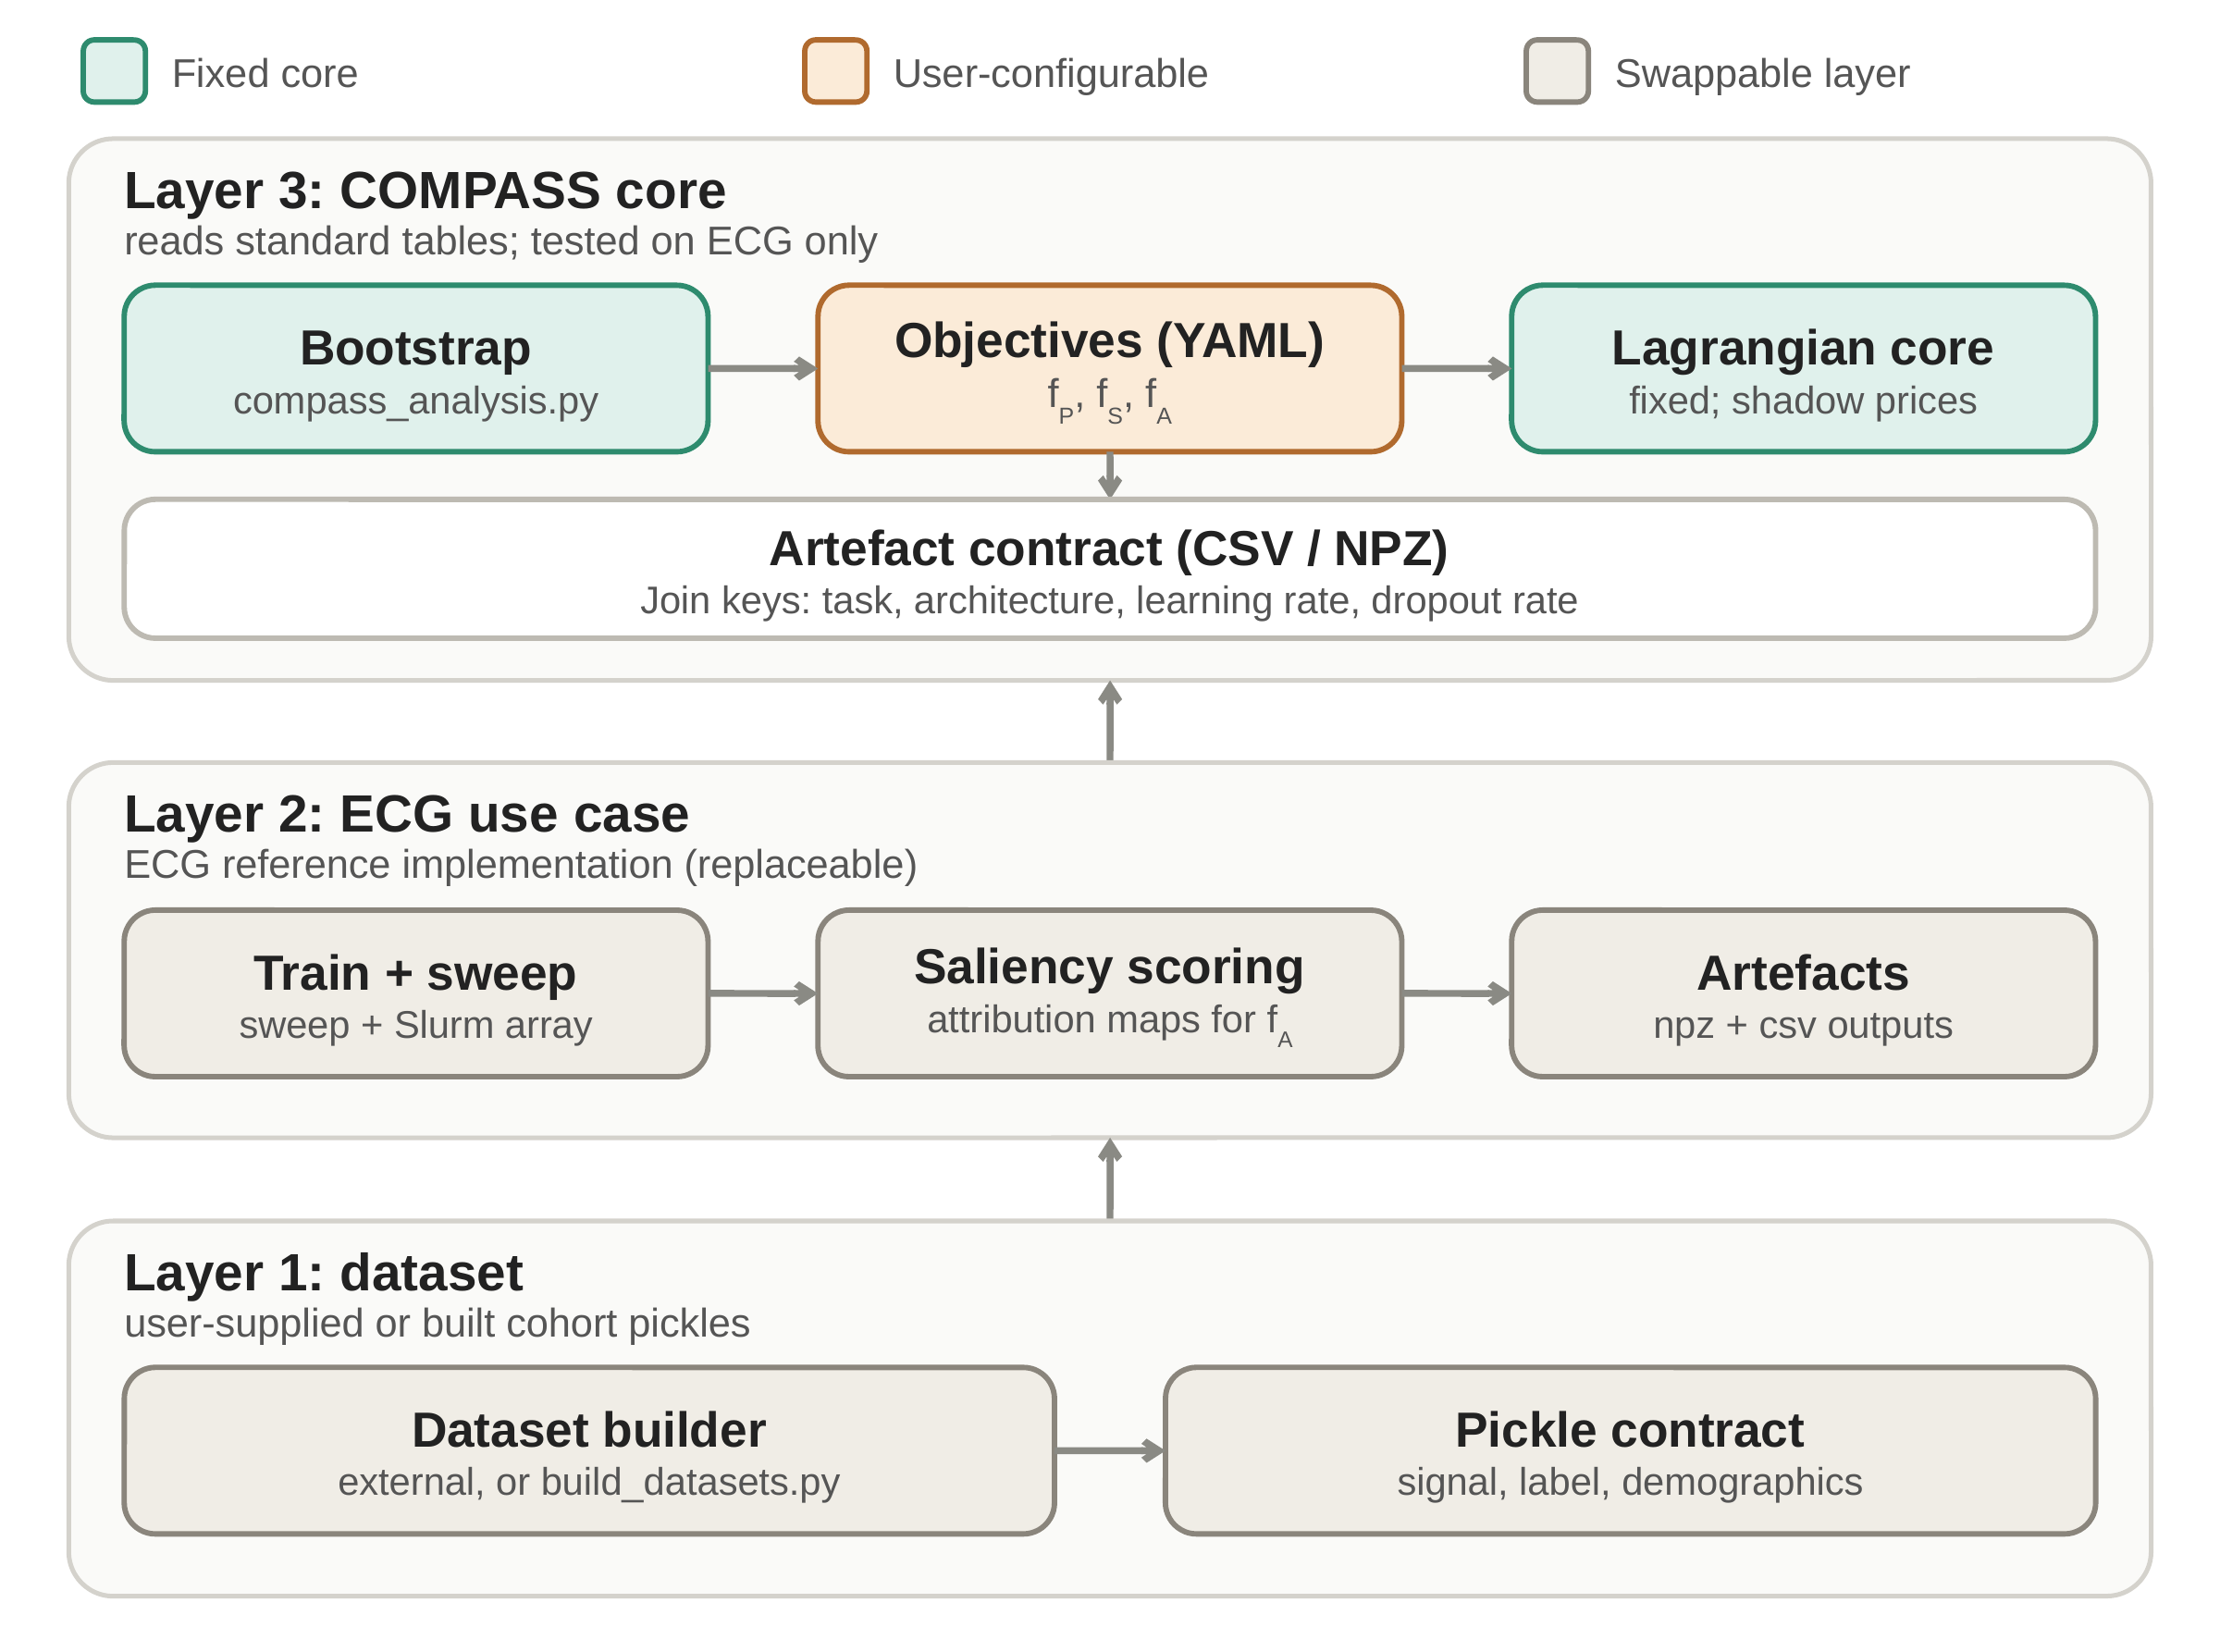 Fixed core
User-configurable
Swappable layer
Layer 3: COMPASS core
reads standard tables; tested on ECG only
Bootstrap
compass_analysis.py
Objectives (YAML)
fP, fS, fA
Lagrangian core
fixed; shadow prices
Artefact contract (CSV / NPZ)
Join keys: task, architecture, learning rate, dropout rate
Layer 2: ECG use case
ECG reference implementation (replaceable)
Train + sweep
sweep + Slurm array
Saliency scoring
attribution maps for fA
Artefacts
npz + csv outputs
Layer 1: dataset
user-supplied or built cohort pickles
Dataset builder
external, or build_datasets.py
Pickle contract
signal, label, demographics